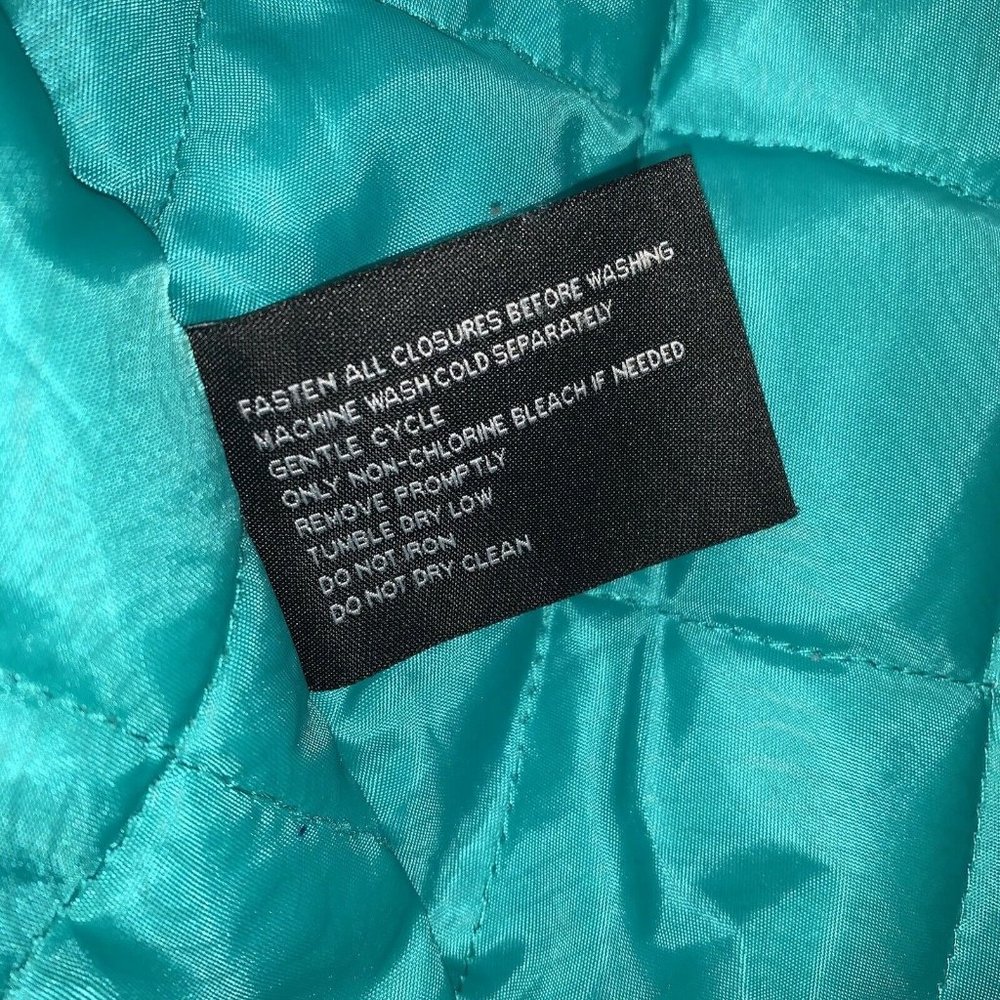 FASTEN ALL CLOSURES BEFORE WASHING
MACHINE WASH COLD SEPARATELY
GENTLE CYCLE
ONLY NON-CHLORINE BLEACH IF NEEDED
REMOVE PROMPTLY
TUMBLE DRY LOW
DO NOT IRON
DO NOT DRY CLEAN